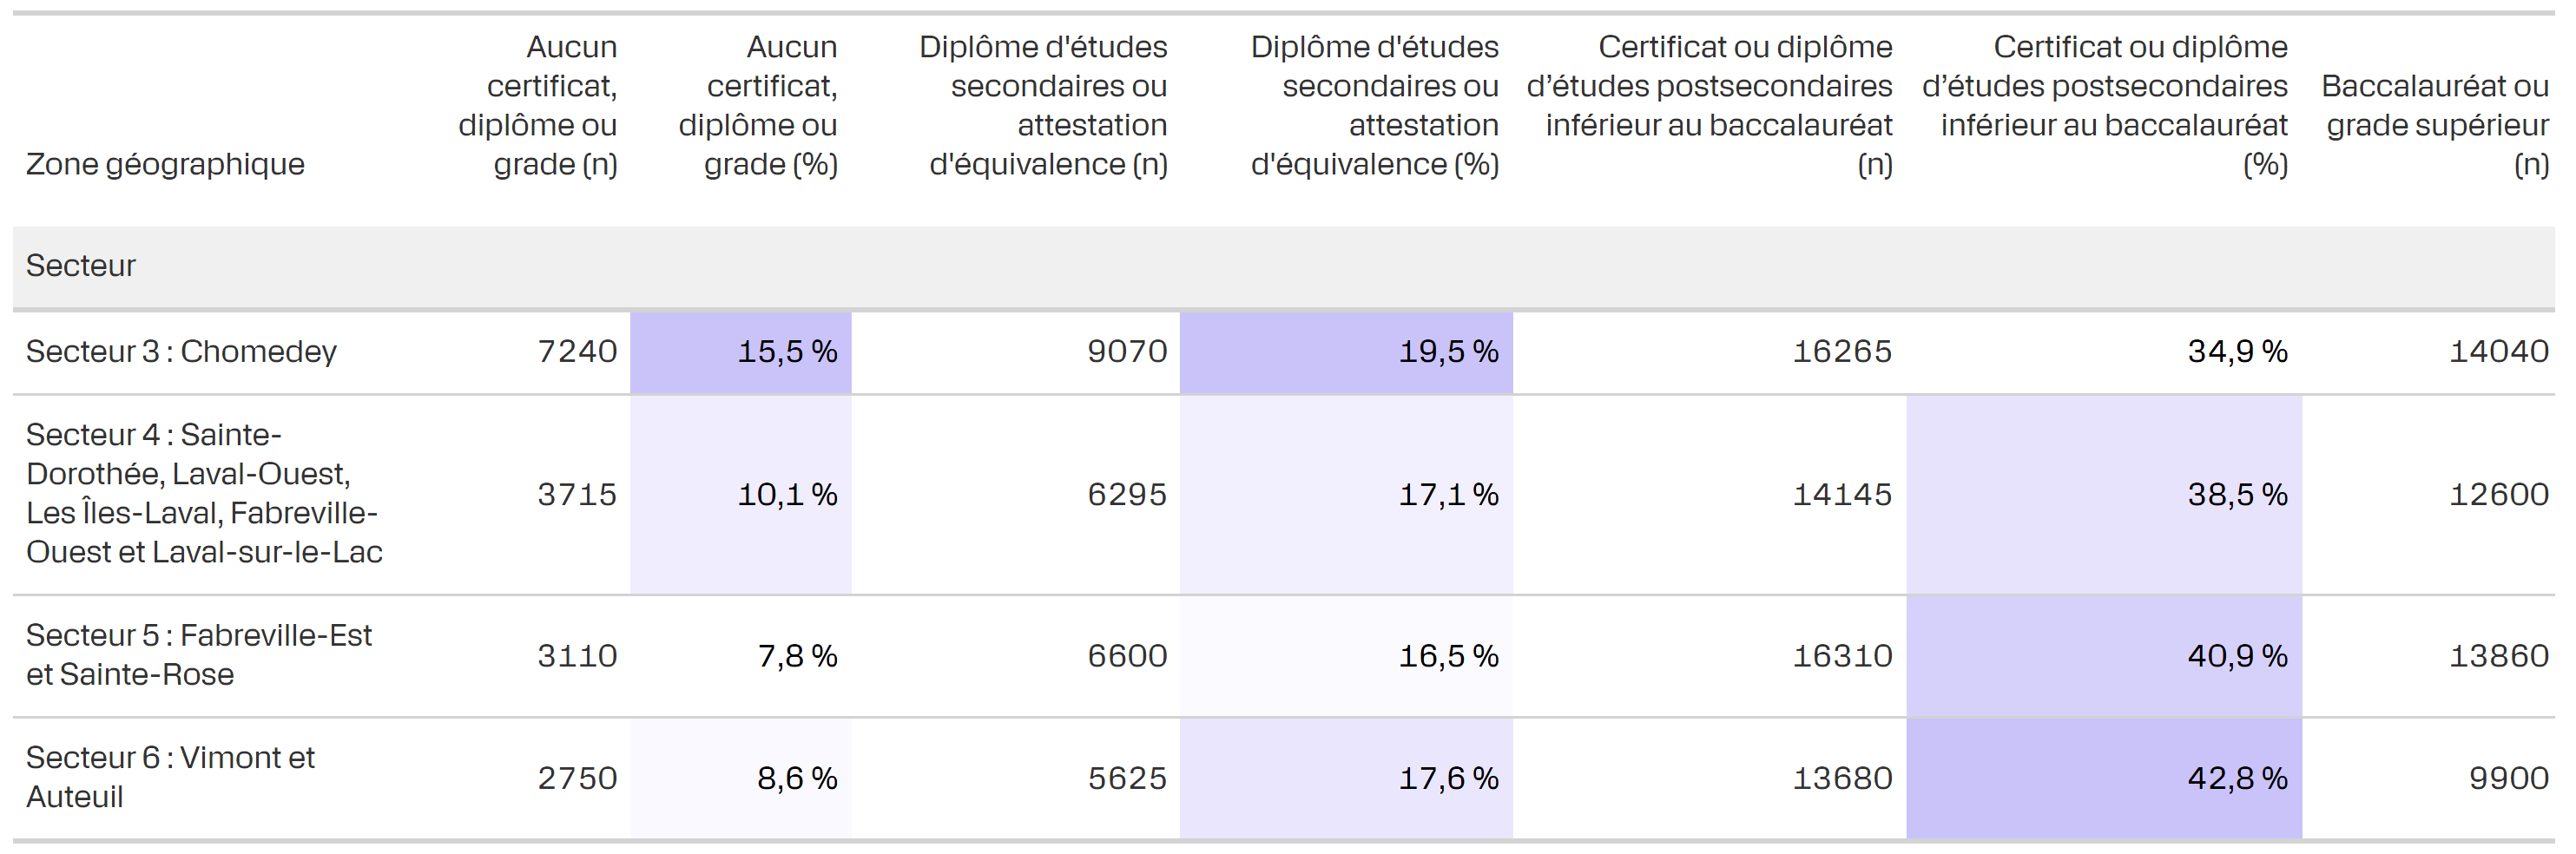 Zone géographique
Aucun
certificat,
diplôme ou
grade (n)
Aucun
certificat,
diplôme ou
grade (%)
Diplôme d'études
secondaires ou
attestation
d'équivalence (n)
Diplôme d'études
secondaires ou
attestation
d'équivalence (%)
Certificat ou diplôme
d’études postsecondaires
inférieur au baccalauréat
(n)
Certificat ou diplôme
d’études postsecondaires
inférieur au baccalauréat
(%)
Baccalauréat ou
grade supérieur
(n)
Secteur
Secteur 3 : Chomedey 7240 15,5 % 9070 19,5 % 16265 34,9 % 14040
Secteur 4 : Sainte-
Dorothée, Laval-Ouest,
Les Îles-Laval, Fabreville-
Ouest et Laval-sur-le-Lac
3715 10,1 % 6295 17,1 % 14145 38,5 % 12600
Secteur 5 : Fabreville-Est
et Sainte-Rose
3110 7,8 % 6600 16,5 % 16310 40,9 % 13860
Secteur 6 : Vimont et
Auteuil
2750 8,6 % 5625 17,6 % 13680 42,8 % 9900